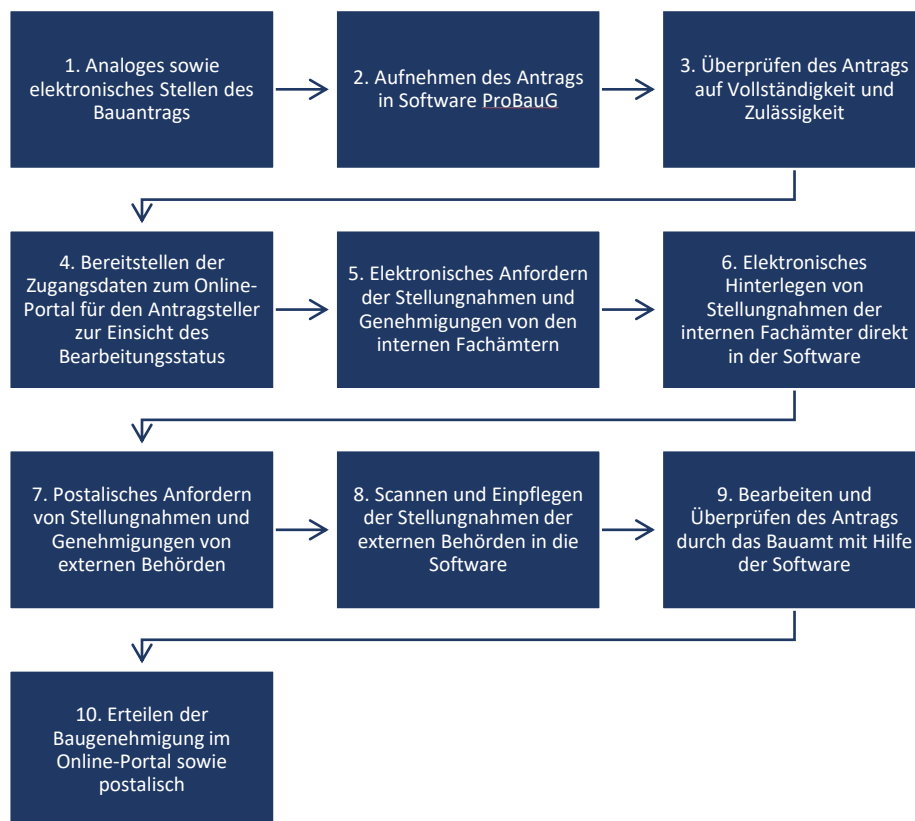 1. Analoges sowie
elektronisches Stellen des
Bauantrags
2. Aufnehmen des Antrags
in Software ProBauG
3. Überprüfen des Antrags
auf Vollständigkeit und
Zulässigkeit
4. Bereitstellen der
Zugangsdaten zum Online-
Portal für den Antragsteller
zur Einsicht des
Bearbeitungsstatus
5. Elektronisches Anfordern
der Stellungnahmen und
Genehmigungen von den
internen Fachämtern
6. Elektronisches
Hinterlegen von
Stellungnahmen der
internen Fachämter direkt
in der Software
7. Postalisches Anfordern
von Stellungnahmen und
Genehmigungen von
externen Behörden
8. Scannen und Einpflegen
der Stellungnahmen der
externen Behörden in die
Software
9. Bearbeiten und
Überprüfen des Antrags
durch das Bauamt mit Hilfe
der Software
10. Erteilen der
Baugenehmigung im
Online-Portal sowie
postalisch